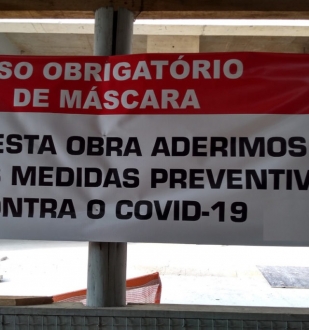 SO OBRIGATÓRIO
DE MÁSCARA
ESTA OBRA ADERIMOS
S MEDIDAS PREVENTIV
ONTRA O COVID-19